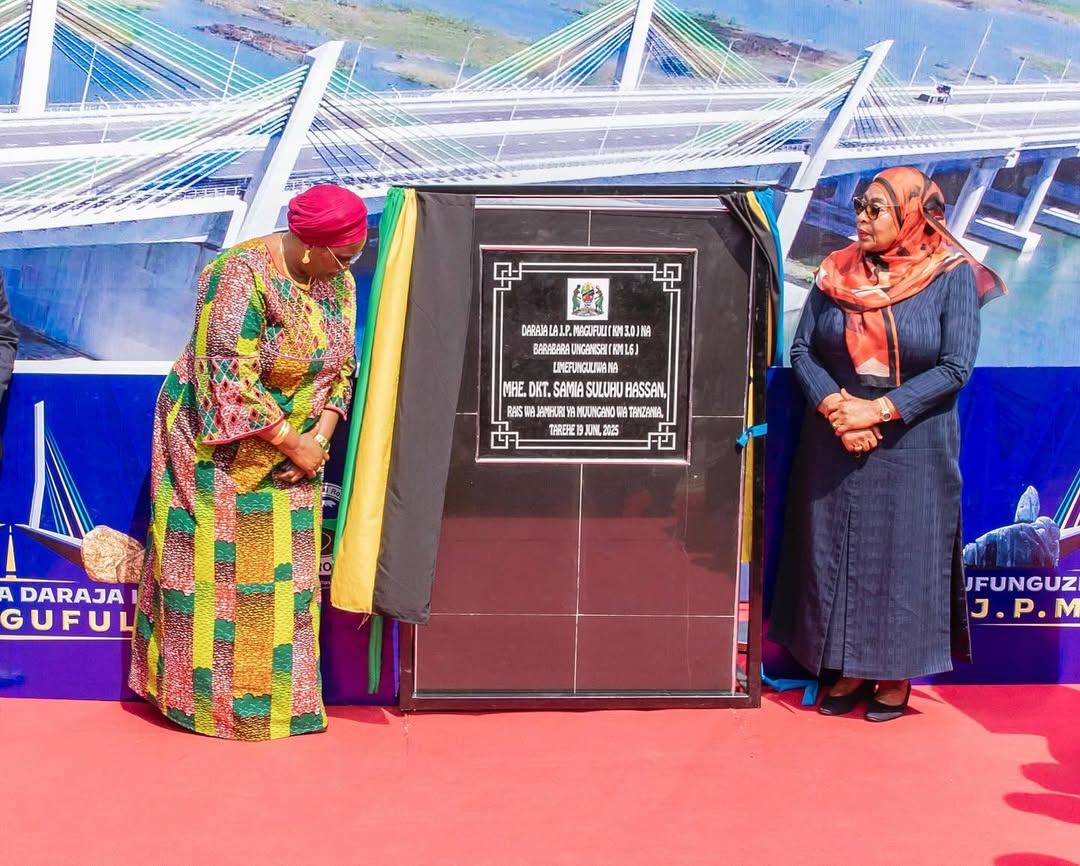 DARAJA LA J.P. MAGUFULI ( KM 3.0 ) NA
BARABARA UNGANISHI ( KM 1.6 )
LIMEFUNGULIWA NA
MHE. DKT. SAMIA SULUHU HASSAN,
RAIS WA JAMHURI YA MUUNGANO WA TANZANIA,
TAREHE 19 JUNI, 2025
A DARAJA
GUFUL
UFUNGUZ
J.P.M